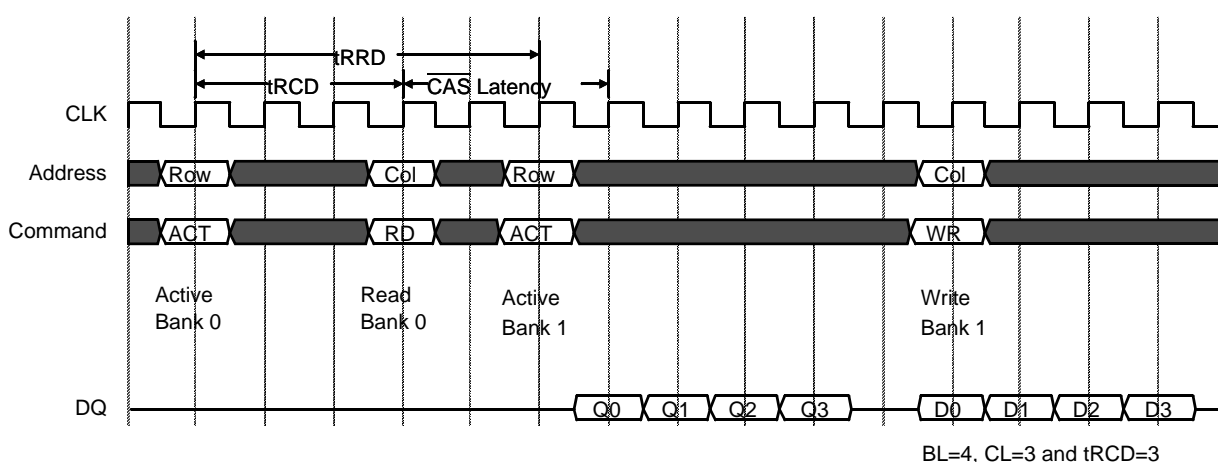 tRRD
tRCD CAS Latency
CLK
Address Row Col Row Col
Command ACT RD ACT WR
Active Read Active Write
Bank 0 Bank 0 Bank 1 Bank 1
DQ Q0 Q1 Q2 Q3 D0 D1 D2 D3
BL=4, CL=3 and tRCD=3